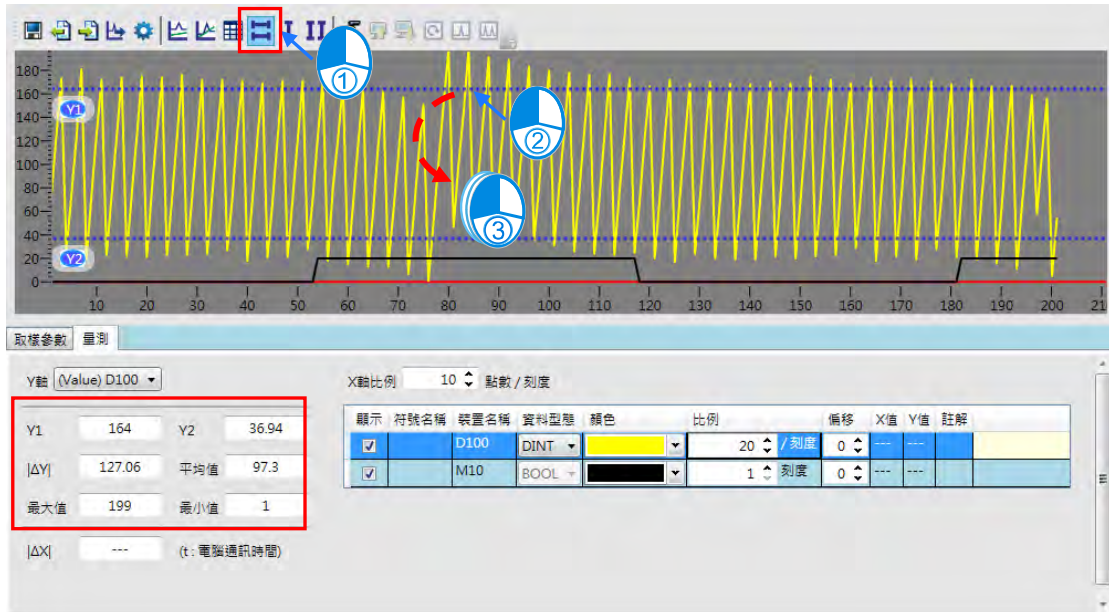 ①
180
160
Y1
②
140
120
100
80
60
③
40
20
Y2
0
10 20 30 40 50 60 70 80 90 100 110 120 130 140 150 160 170 180 190 200 21
取樣參數 量測
Y軸 (Value) D100
X軸比例 10 點數/刻度
Y1 164 Y2 36.94
|ΔY| 127.06 平均值 97.3
最大值 199 最小值 1
|ΔX| --- (t : 電腦通訊時間)
顯示 符號名稱 裝置名稱 資料型態 顏色 比例 偏移 X值 Y值 註解
D100 DINT 20 /刻度 0 --- ---
M10 BOOL 1 刻度 0 --- ---